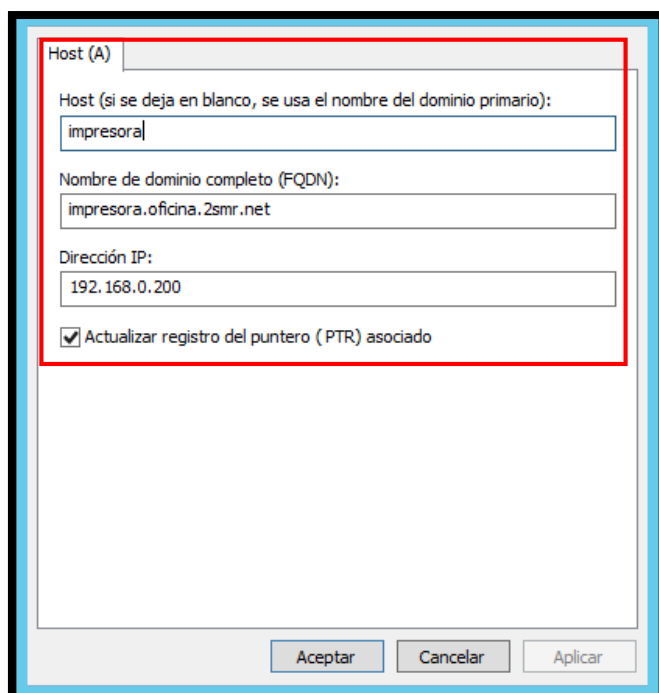 Host (A)
Host (si se deja en blanco, se usa el nombre del dominio primario):
impresora
Nombre de dominio completo (FQDN):
impresora.oficina.2smr.net
Dirección IP:
192.168.0.200
Actualizar registro del puntero (PTR) asociado
Aceptar Cancelar Aplicar